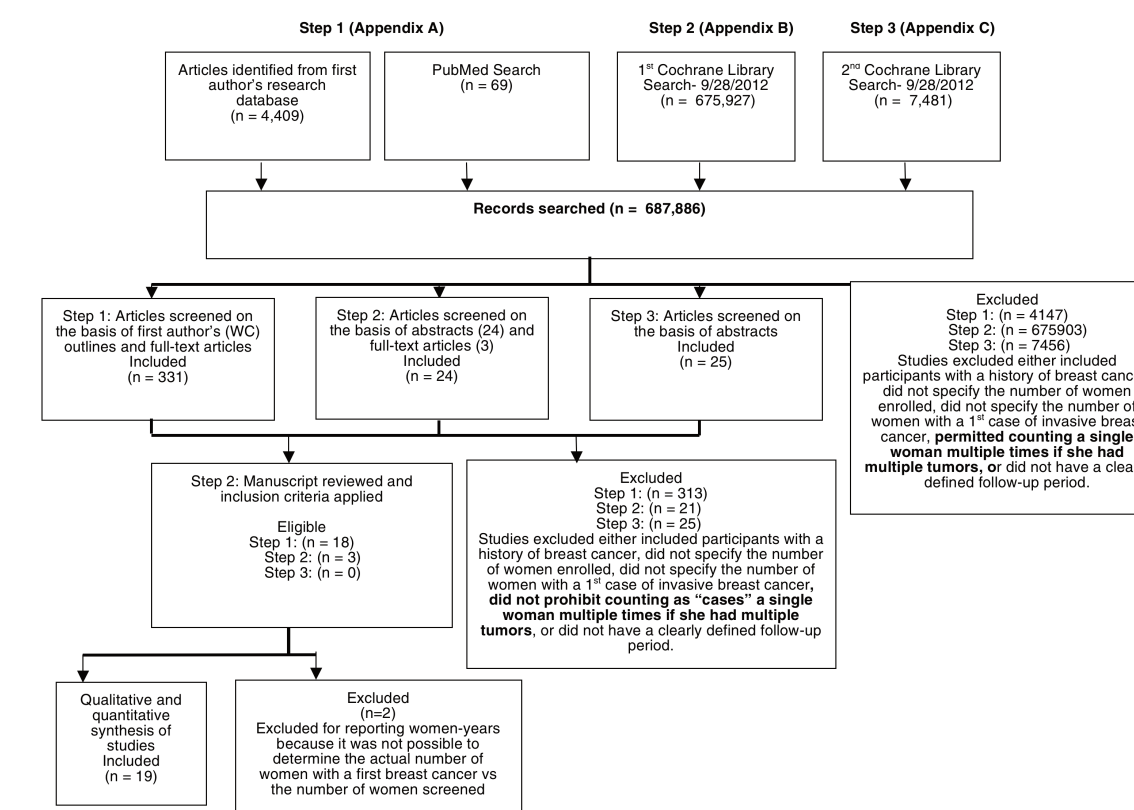 Step 1 (Appendix A)
Step 2 (Appendix B)
Step 3 (Appendix C)
Articles identified from first
author's research
database
(n = 4,409)
PubMed Search
(n = 69)
1st Cochrane Library
Search- 9/28/2012
(n = 675,927)
2nd Cochrane Library
Search- 9/28/2012
(n = 7,481)
Records searched (n = 687,886)
Step 1: Articles screened on
the basis of first author's (WC)
outlines and full-text articles
Included
(n = 331)
Step 2: Articles screened on
the basis of abstracts (24) and
full-text articles (3)
Included
(n = 24)
Step 3: Articles screened on
the basis of abstracts
Included
(n = 25)
Excluded
Step 1: (n = 4147)
Step 2: (n = 675903)
Step 3: (n = 7456)
Studies excluded either included
participants with a history of breast canc
did not specify the number of women
enrolled, did not specify the number of
women with a 1st case of invasive breas
cancer, permitted counting a single
woman multiple times if she had
multiple tumors, or did not have a clea
defined follow-up period.
Step 2: Manuscript reviewed and
inclusion criteria applied
Eligible
Step 1: (n = 18)
Step 2: (n = 3)
Step 3: (n = 0)
Excluded
Step 1: (n = 313)
Step 2: (n = 21)
Step 3: (n = 25)
Studies excluded either included participants with a
history of breast cancer, did not specify the number
of women enrolled, did not specify the number of
women with a 1st case of invasive breast cancer,
did not prohibit counting as “cases” a single
woman multiple times if she had multiple
tumors, or did not have a clearly defined follow-up
period.
Qualitative and
quantitative
synthesis of
studies
Included
(n = 19)
Excluded
(n=2)
Excluded for reporting women-years
because it was not possible to
determine the actual number of
women with a first breast cancer vs
the number of women screened